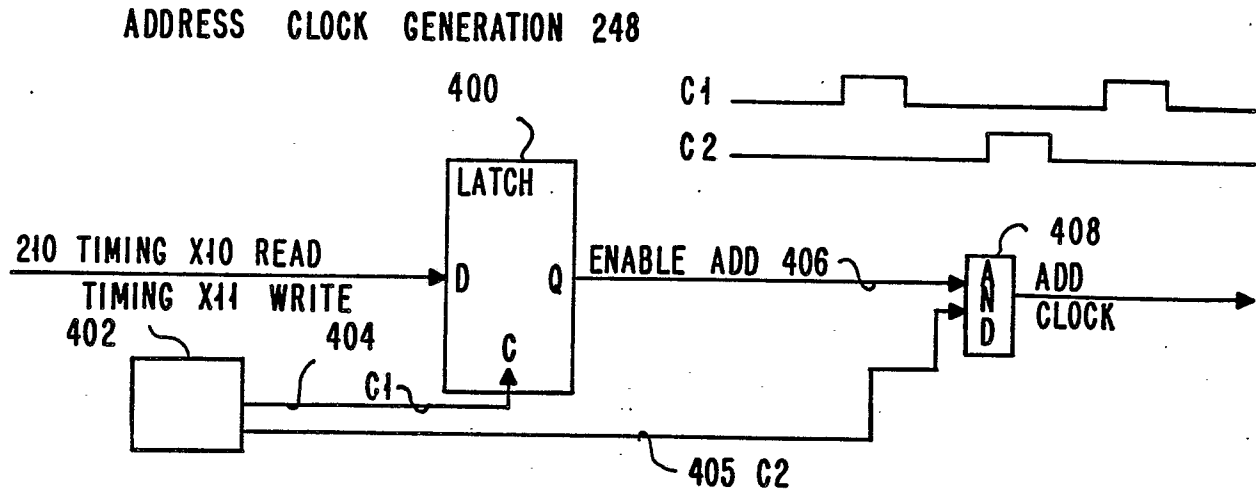 ADDRESS CLOCK GENERATION 248
400
C1
C2
LATCH
210 TIMING X10 READ
TIMING X11 WRITE
D
Q
ENABLE ADD 406
408
AND
ADD
CLOCK
402
404
C
C1
405 C2